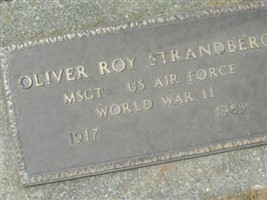 OLIVER ROY STRANDBERG
MSGT US AIR FORCE
WORLD WAR II
1917